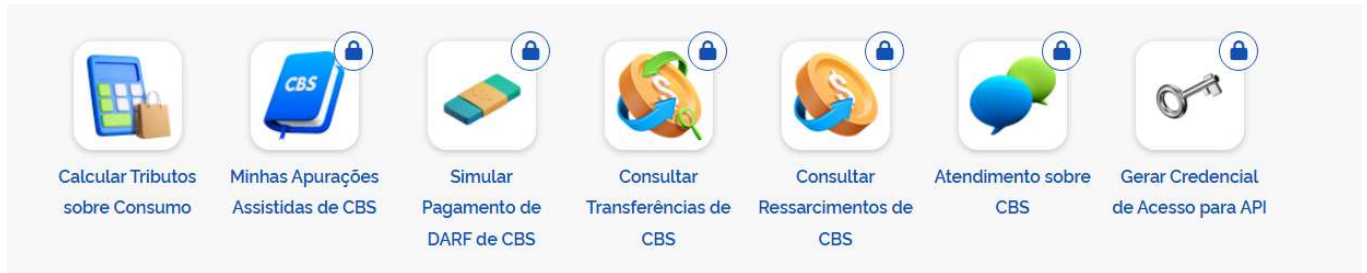 CBS
Calcular Tributos
sobre Consumo
Minhas Apurações
Assistidas de CBS
Simular
Pagamento de
DARF de CBS
Consultar
Transferências de
CBS
Consultar
Ressarcimentos de
CBS
Atendimento sobre
CBS
Gerar Credencial
de Acesso para API